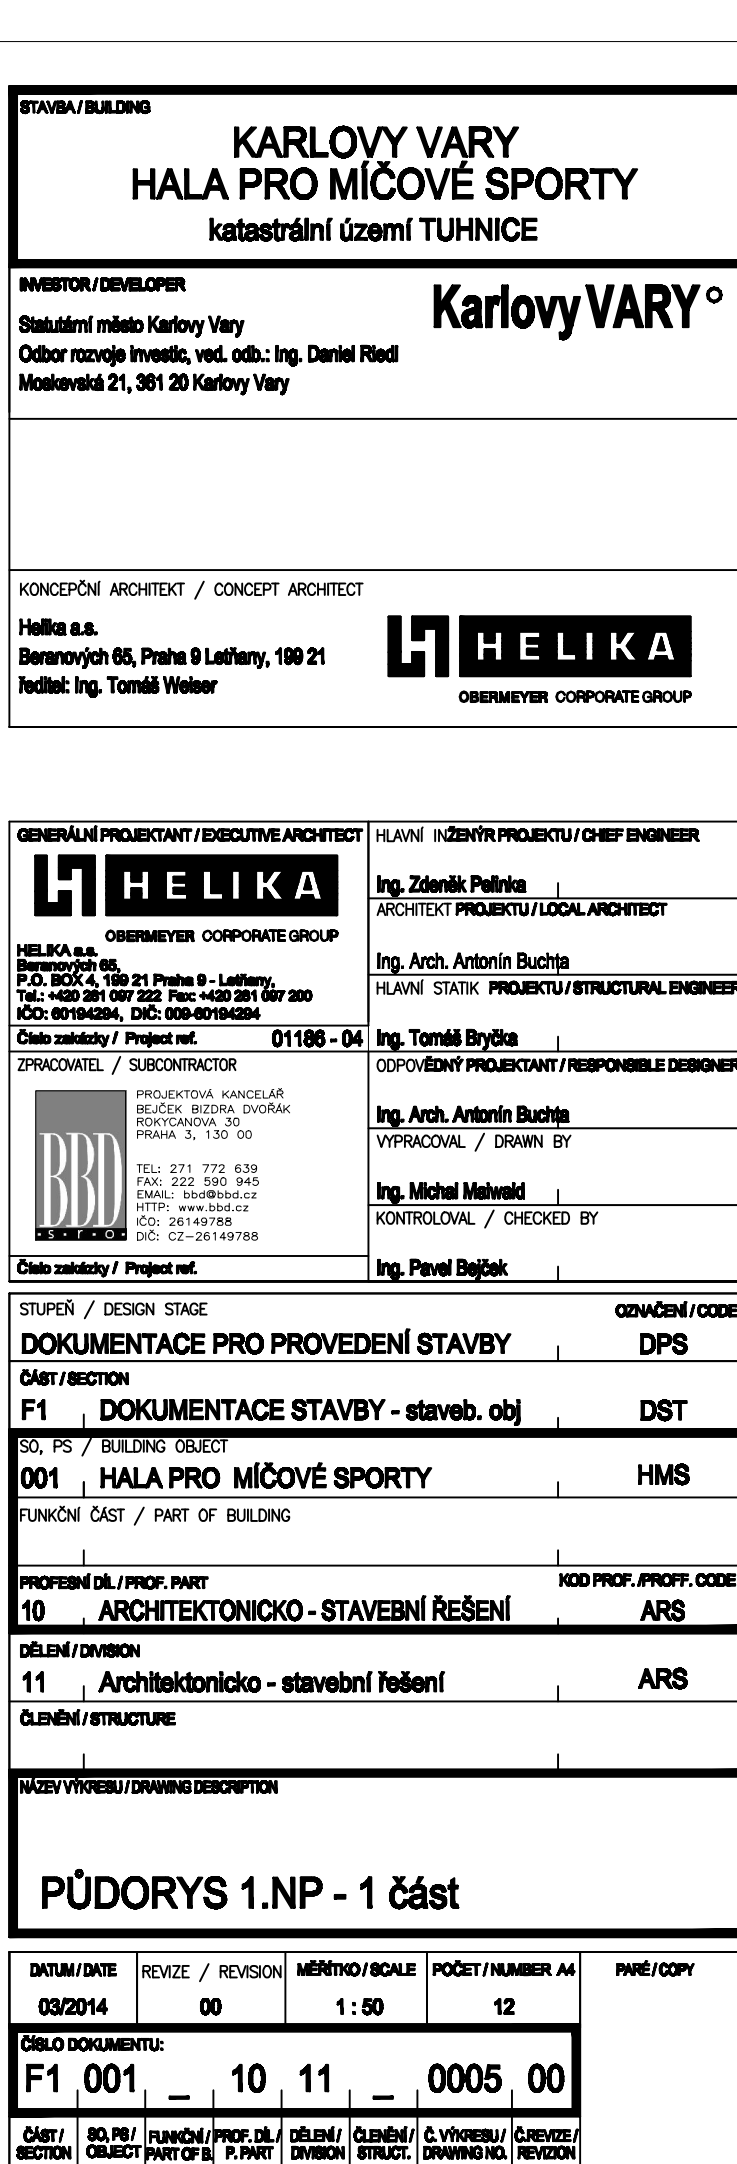 STAVBA / BUILDING
KARLOVY VARY
HALA PRO MÍČOVÉ SPORTY
katastrální území TUHNICE
INVESTOR / DEVELOPER
Karlovy VARY°
Statutární město Karlovy Vary
Odbor rozvoje investic, ved. odb.: Ing. Daniel Riedl
Moskevská 21, 361 20 Karlovy Vary
KONCEPČNÍ ARCHITEKT / CONCEPT ARCHITECT
Helika a.s.
Beranových 65, Praha 9 Letňany, 199 21
ředitel: Ing. Tomáš Weiser
HELIKA
OBERMEYER CORPORATE GROUP
GENERÁLNÍ PROJEKTANT / EXECUTIVE ARCHITECT
HELIKA
OBERMEYER CORPORATE GROUP
HELIKA a.s.
Beranových 65,
P.O. BOX 4, 199 21 Praha 9 - Letňany,
Tel.: +420 281 097 222 Fax: +420 281 097 200
IČO: 60194294, DIČ: 009-60194294
Číslo zakázky / Project ref. 01186 - 04
ZPRACOVATEL / SUBCONTRACTOR
BBD
s.r.o.
PROJEKTOVÁ KANCELÁŘ
BEJČEK BIZDRA DVOŘÁK
ROKYCANOVA 30
PRAHA 3, 130 00
TEL: 271 772 639
FAX: 222 590 945
EMAIL: bbd@bbd.cz
HTTP: www.bbd.cz
IČO: 26149788
DIČ: CZ-26149788
Číslo zakázky / Project ref.
HLAVNÍ INŽENÝR PROJEKTU / CHIEF ENGINEER
Ing. Zdeněk Pelinka
ARCHITEKT PROJEKTU / LOCAL ARCHITECT
Ing. Arch. Antonín Buchta
HLAVNÍ STATIK PROJEKTU / STRUCTURAL ENGINEER
Ing. Tomáš Bryčka
ODPOVĚDNÝ PROJEKTANT / RESPONSIBLE DESIGNER
Ing. Arch. Antonín Buchta
VYPRACOVAL / DRAWN BY
Ing. Michal Maiwald
KONTROLOVAL / CHECKED BY
Ing. Pavel Bejček
STUPEŇ / DESIGN STAGE OZNAČENÍ / CODE
DOKUMENTACE PRO PROVEDENÍ STAVBY DPS
ČÁST / SECTION
F1 DOKUMENTACE STAVBY - staveb. obj DST
SO, PS / BUILDING OBJECT
001 HALA PRO MÍČOVÉ SPORTY HMS
FUNKČNÍ ČÁST / PART OF BUILDING
PROFESNÍ DÍL / PROF. PART KOD PROF. /PROFF. CODE
10 ARCHITEKTONICKO - STAVEBNÍ ŘEŠENÍ ARS
DĚLENÍ / DIVISION
11 Architektonicko - stavební řešení ARS
ČLENĚNÍ / STRUCTURE
NÁZEV VÝKRESU / DRAWING DESCRIPTION
PŮDORYS 1.NP - 1 část
DATUM / DATE REVIZE / REVISION MĚŘÍTKO / SCALE POČET / NUMBER A4 PARÉ / COPY
03/2014 00 1 : 50 12
ČÍSLO DOKUMENTU:
F1 001 _ 10 11 _ 0005 00
ČÁST / SO, PS / FUNKČNÍ / PROF. DÍL / DĚLENÍ / ČLENĚNÍ / Č. VÝKRESU / Č.REVIZE /
SECTION OBJECT PART OF B. P. PART DIVISION STRUCT. DRAWING NO. REVIZION